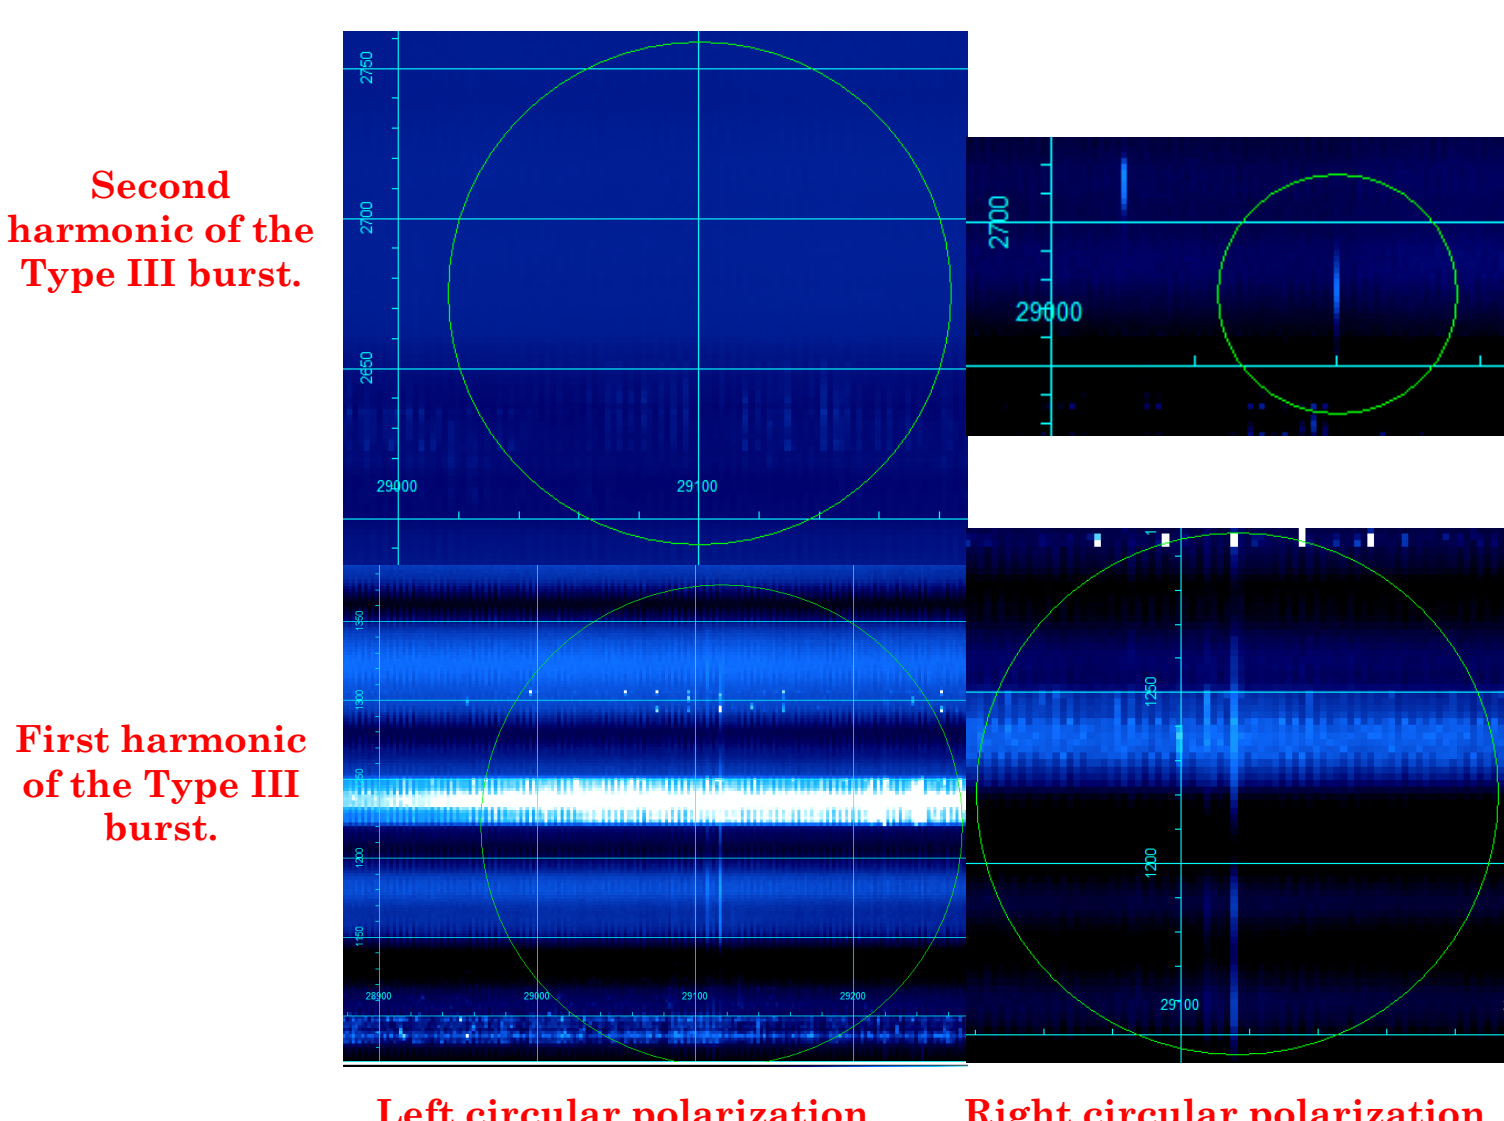 Second
harmonic of the
Type III burst.
2750
2700
2650
29000
29100
2700
29000
First harmonic
of the Type III
burst.
1350
1300
1250
1200
1150
28900
29000
29100
29200
1250
1200
29100
Left circular polarization
Right circular polarization